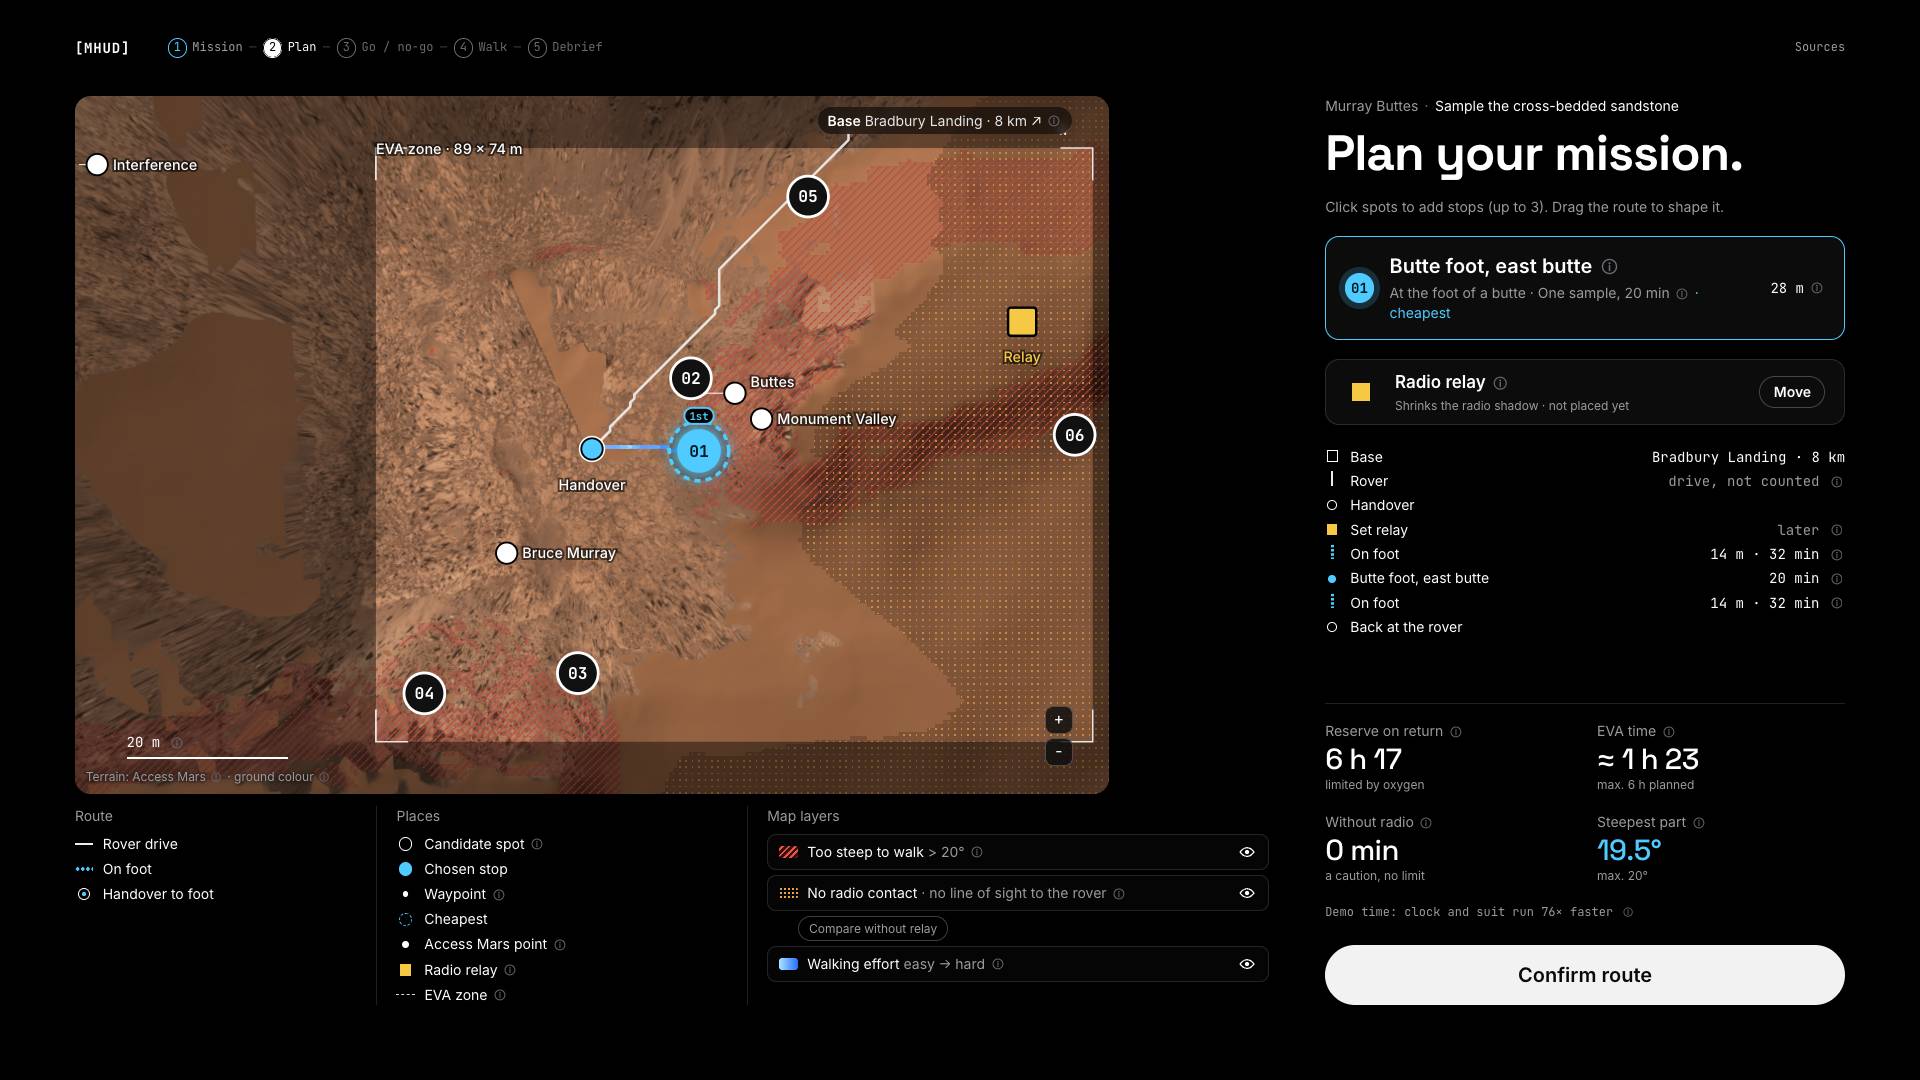 [MHUD]
1 Mission — 2 Plan — 3 Go / no-go — 4 Walk — 5 Debrief
Sources
Base Bradbury Landing · 8 km ↗
EVA zone · 89 × 74 m
Interference
05
Relay
02
Buttes
1st
Monument Valley
01
06
Handover
Bruce Murray
03
04
+
-
20 m
Terrain: Access Mars · ground colour
Route
Rover drive
On foot
Handover to foot
Places
Candidate spot
Chosen stop
Waypoint
Cheapest
Access Mars point
Radio relay
EVA zone
Map layers
Too steep to walk > 20°
No radio contact · no line of sight to the rover
Compare without relay
Walking effort easy → hard
Murray Buttes · Sample the cross-bedded sandstone
Plan your mission.
Click spots to add stops (up to 3). Drag the route to shape it.
01
Butte foot, east butte
At the foot of a butte · One sample, 20 min ·
cheapest
28 m
Radio relay
Shrinks the radio shadow · not placed yet
Move
Base Bradbury Landing · 8 km
Rover drive, not counted
Handover
Set relay later
On foot 14 m · 32 min
Butte foot, east butte 20 min
On foot 14 m · 32 min
Back at the rover
Reserve on return
6 h 17
limited by oxygen
EVA time
≈ 1 h 23
max. 6 h planned
Without radio
0 min
a caution, no limit
Steepest part
19.5°
max. 20°
Demo time: clock and suit run 76× faster
Confirm route